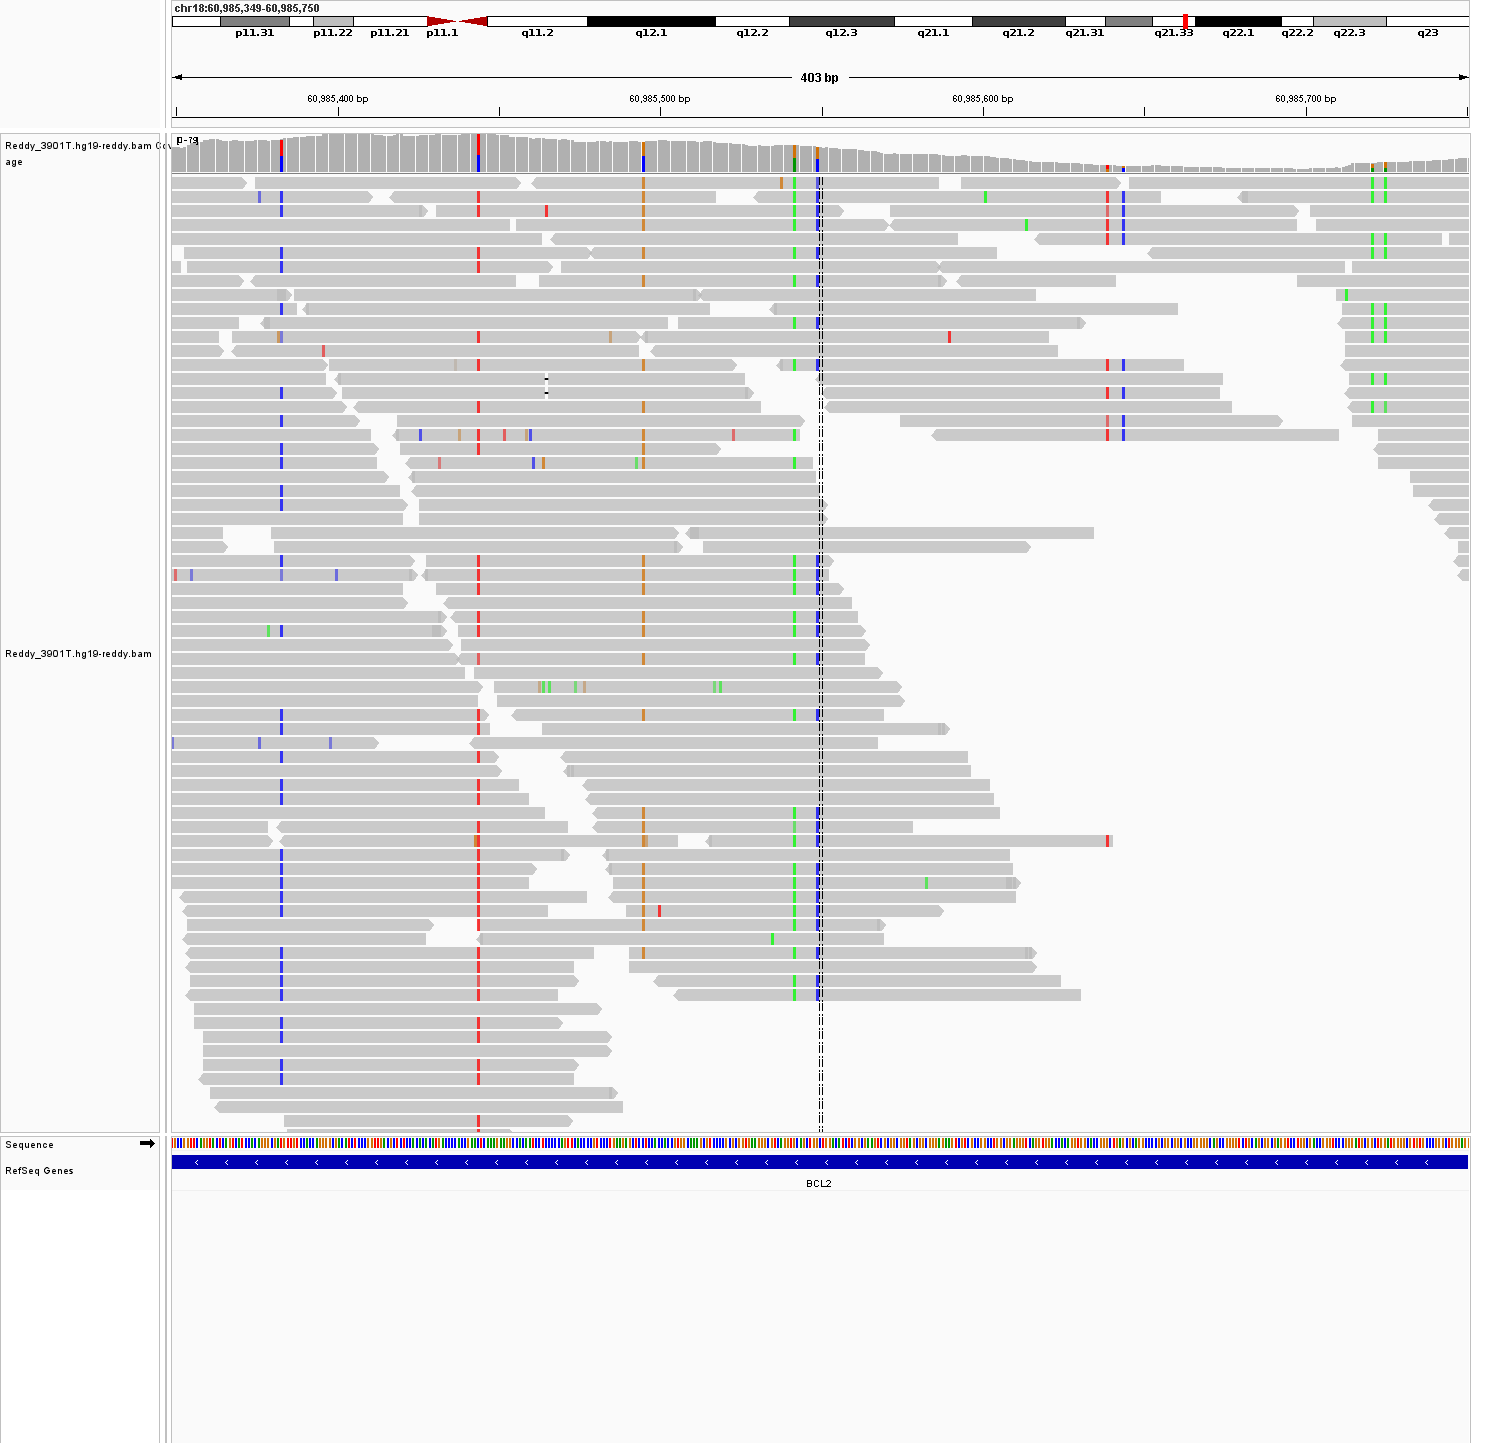 chr18:60,985,349-60,985,750
p11.31 p11.22 p11.21 p11.1 q11.2 q12.1 q12.2 q12.3 q21.1 q21.2 q21.31 q21.33 q22.1 q22.2 q22.3 q23
403 bp
60,985,400 bp 60,985,500 bp 60,985,600 bp 60,985,700 bp
Reddy_3901T.hg19-reddy.bam Cov
age
Reddy_3901T.hg19-reddy.bam
Sequence
RefSeq Genes
BCL2